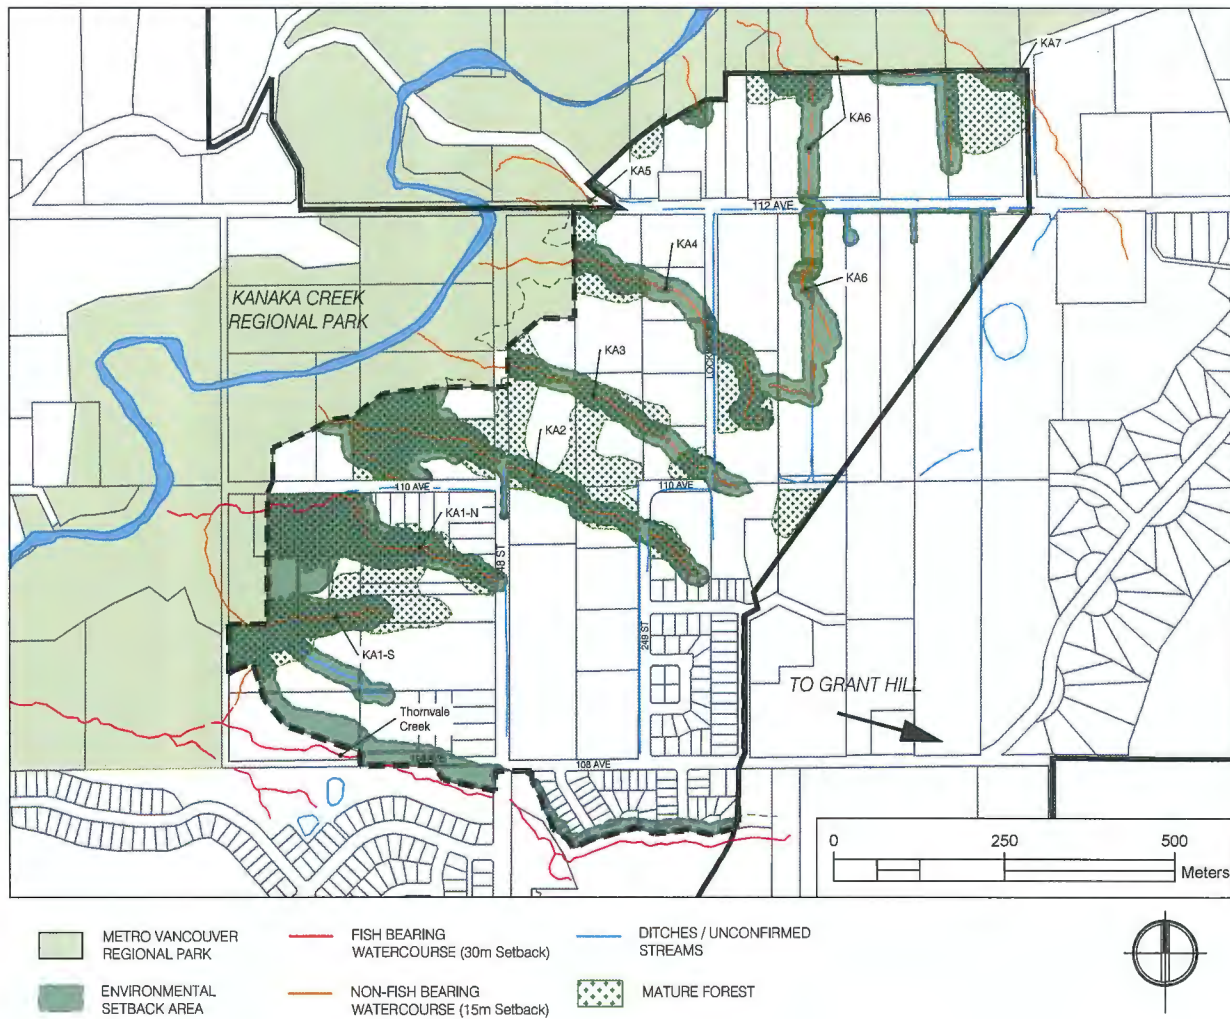 KA7
KA6
KA5
112 AVE
KA4
KA6
KANAKA CREEK
REGIONAL PARK
LOCK
KA3
KA2
110 AVE
110 AVE
KA1-N
48 ST
249 ST
KA1-S
TO GRANT HILL
Thornvale
Creek
108 AVE
0 250 500
Meters
METRO VANCOUVER
REGIONAL PARK
FISH BEARING
WATERCOURSE (30m Setback)
DITCHES / UNCONFIRMED
STREAMS
ENVIRONMENTAL
SETBACK AREA
NON-FISH BEARING
WATERCOURSE (15m Setback)
MATURE FOREST